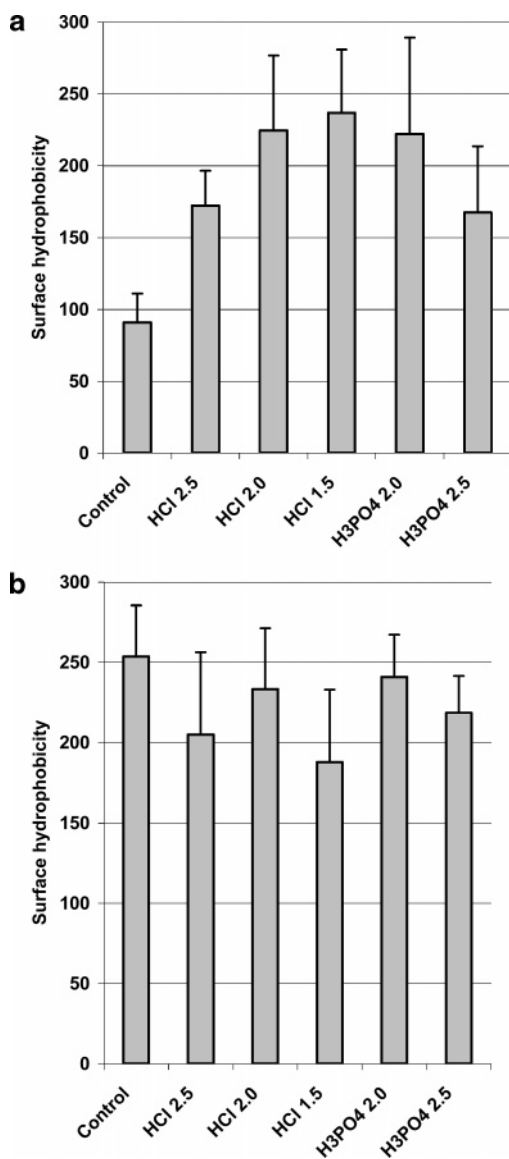 a
300
250
200
150
100
50
0
Surface hydrophobicity
Control
HCl 2.5
HCl 2.0
HCl 1.5
H3PO4 2.0
H3PO4 2.5
b
300
250
200
150
100
50
0
Surface hydrophobicity
Control
HCl 2.5
HCl 2.0
HCl 1.5
H3PO4 2.0
H3PO4 2.5